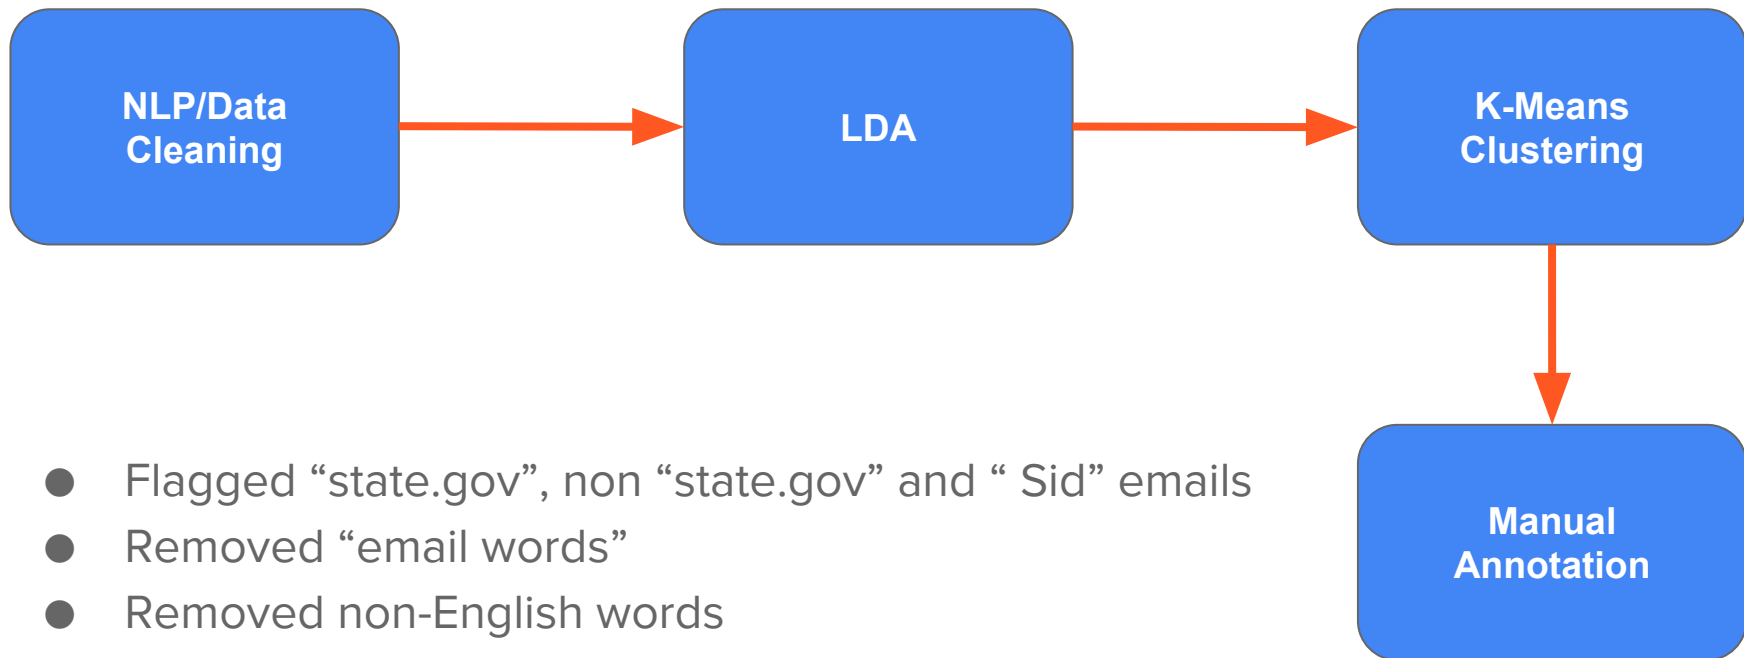 NLP/Data
Cleaning
LDA
K-Means
Clustering
Manual
Annotation
● Flagged “state.gov”, non “state.gov” and “ Sid” emails
● Removed “email words”
● Removed non-English words